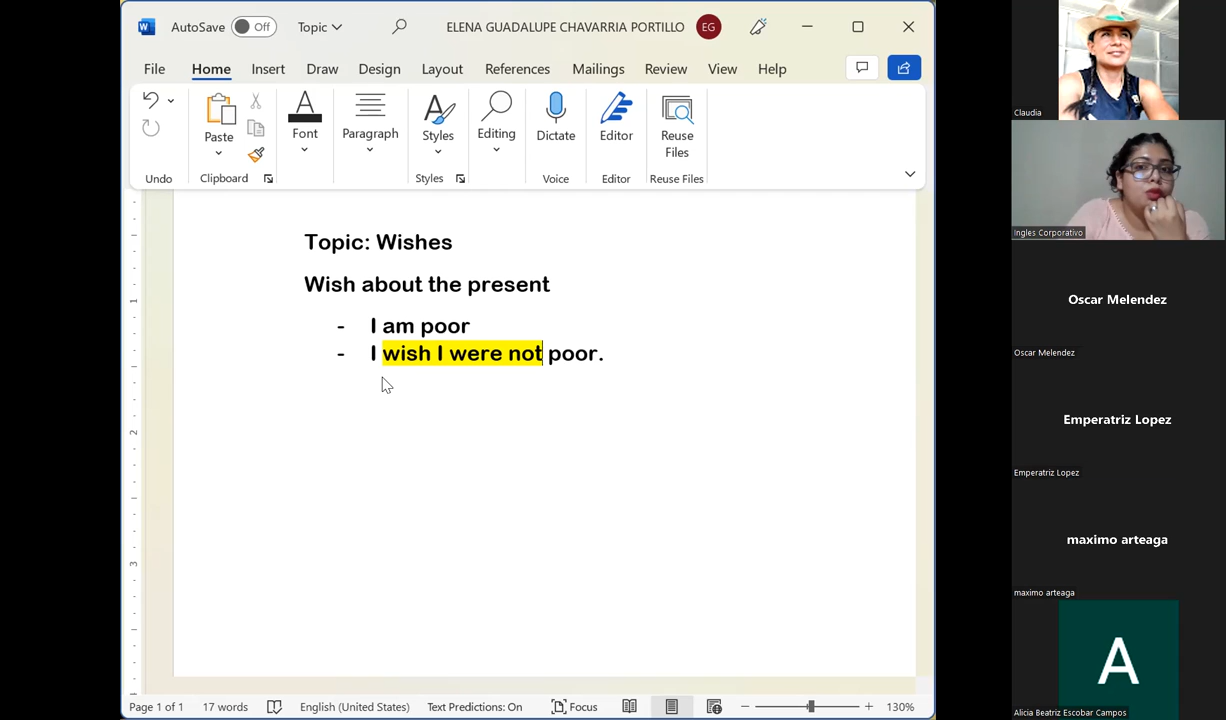 AutoSave Off Topic ELENA GUADALUPE CHAVARRIA PORTILLO EG
File Home Insert Draw Design Layout References Mailings Review View Help
Paste Font Paragraph Styles Editing Dictate Editor Reuse Files
Undo Clipboard Styles Voice Editor Reuse Files
Topic: Wishes
Wish about the present
- I am poor
- I wish I were not poor.
1
2
3
Page 1 of 1 17 words English (United States) Text Predictions: On Focus 130%
Claudia
Ingles Corporativo
Oscar Melendez
Oscar Melendez
Emperatriz Lopez
Emperatriz Lopez
maximo arteaga
maximo arteaga
A
Alicia Beatriz Escobar Campos